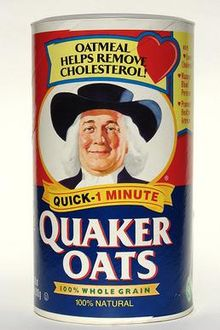 OATMEAL
HELPS REMOVE
CHOLESTEROL!
QUICK-1 MINUTE
QUAKER
OATS
100% WHOLE GRAIN
100% NATURAL